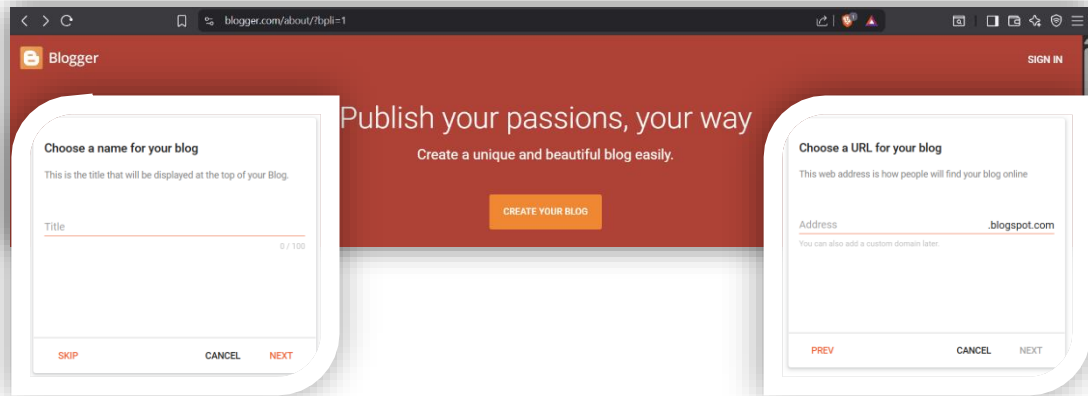 blogger.com/about/?bpli=1
Blogger
SIGN IN
Publish your passions, your way
Create a unique and beautiful blog easily.
CREATE YOUR BLOG
Choose a name for your blog
This is the title that will be displayed at the top of your Blog.
Title
0 / 100
SKIP
CANCEL
NEXT
Choose a URL for your blog
This web address is how people will find your blog online
Address
.blogspot.com
You can also add a custom domain later.
PREV
CANCEL
NEXT